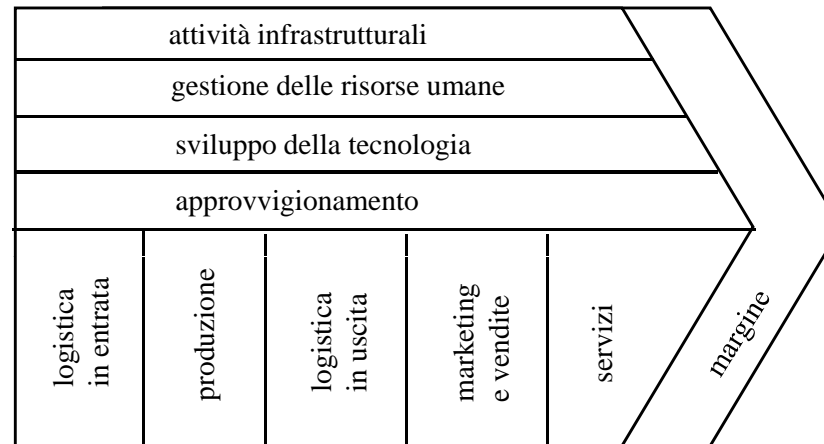 attività infrastrutturali
gestione delle risorse umane
sviluppo della tecnologia
approvvigionamento
logistica
in entrata
produzione
logistica
in uscita
marketing
e vendite
servizi
margine